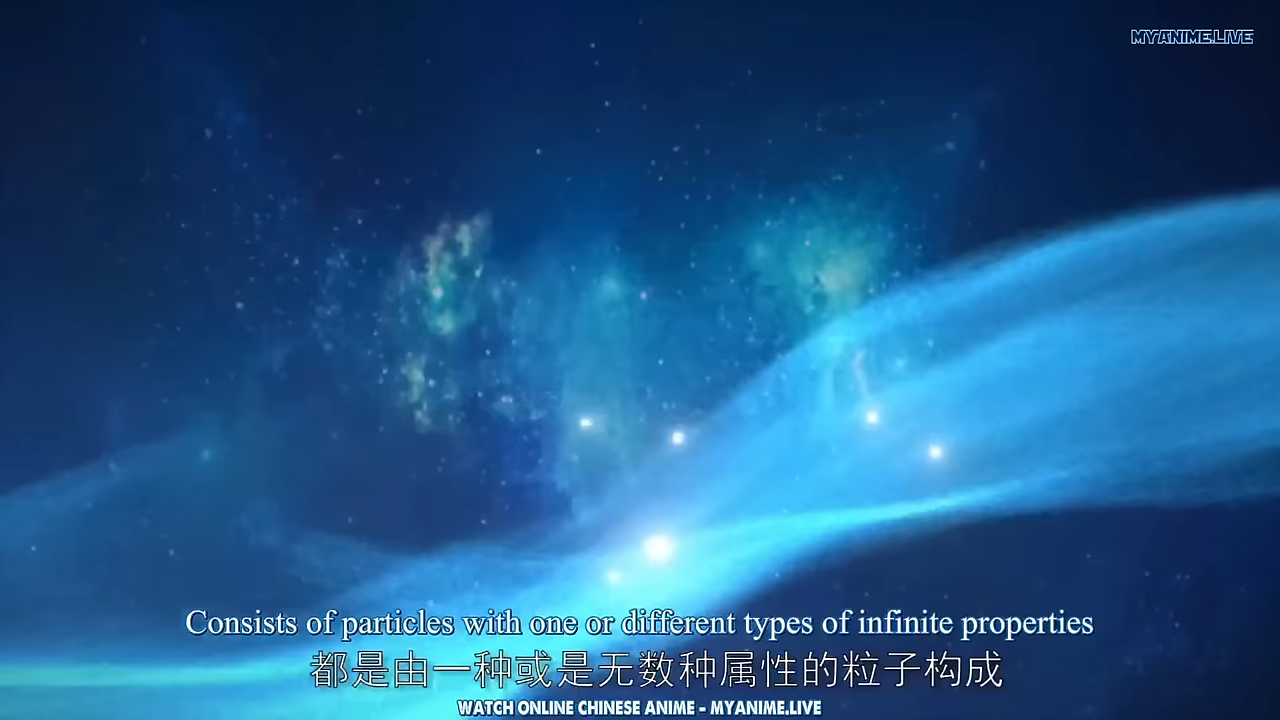 MYANIME.LIVE
Consists of particles with one or different types of infinite properties
都是由一种或是无数种属性的粒子构成
WATCH ONLINE CHINESE ANIME - MYANIME.LIVE